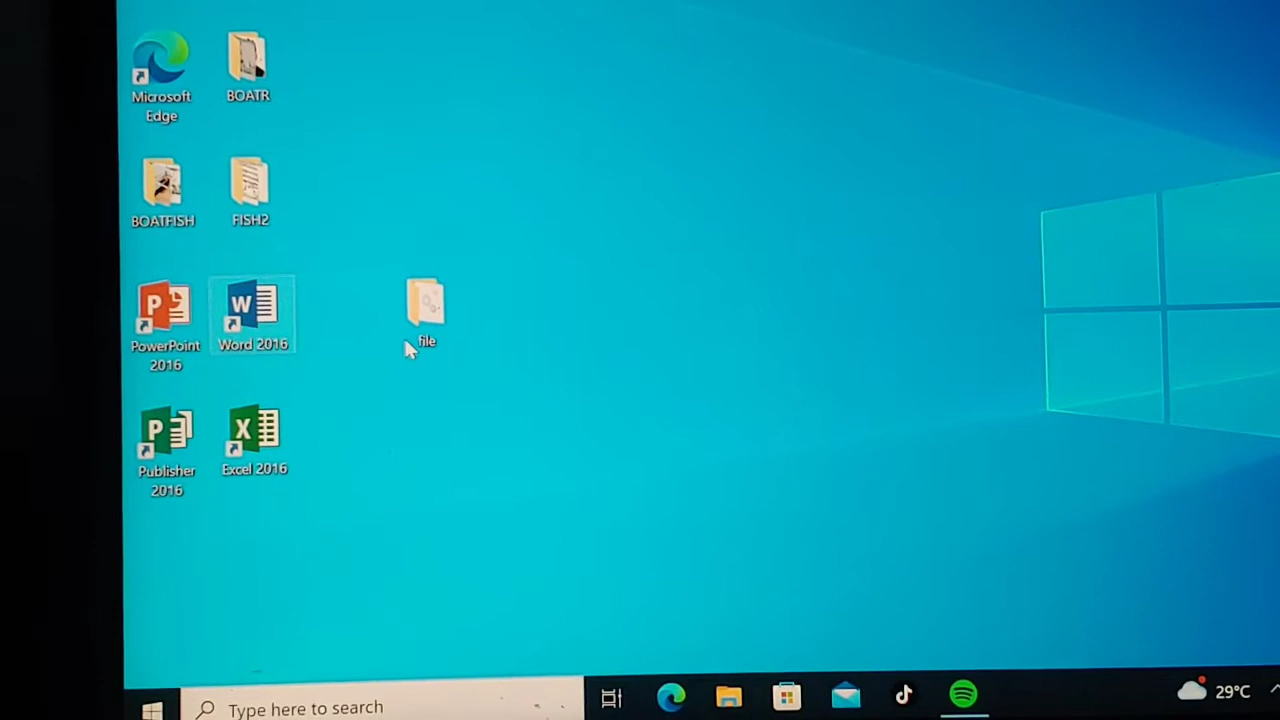 Microsoft
Edge
BOATR
BOATFISH
FISH2
PowerPoint
2016
Word 2016
file
Publisher
2016
Excel 2016
Type here to search
29°C